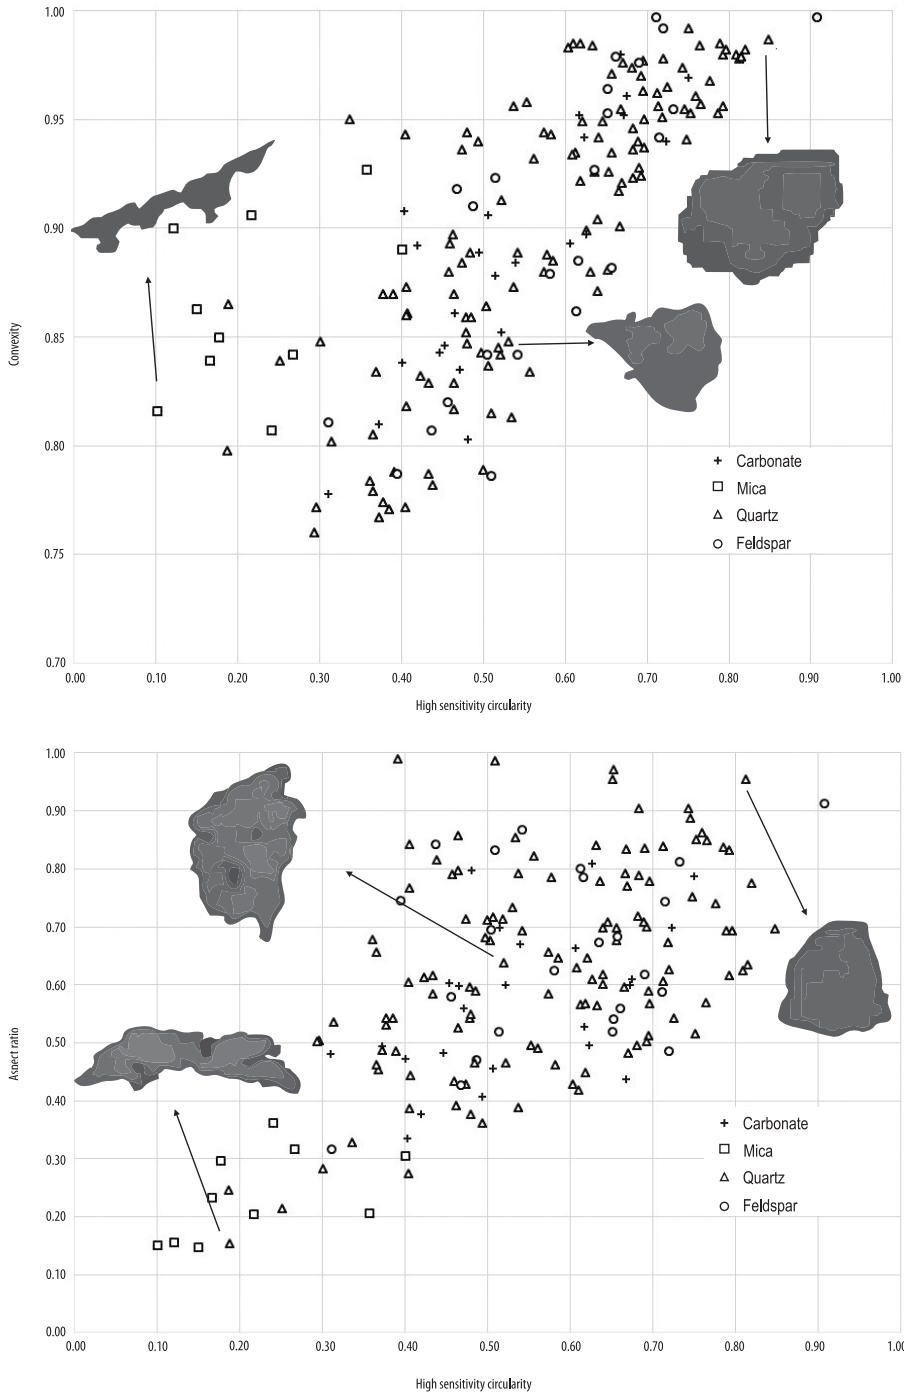 1.00
0.95
0.90
0.85
0.80
0.75
0.70
Convexity
Carbonate
Mica
Quartz
Feldspar
0.00 0.10 0.20 0.30 0.40 0.50 0.60 0.70 0.80 0.90 1.00
High sensitivity circularity
1.00
0.90
0.80
0.70
0.60
0.50
0.40
0.30
0.20
0.10
0.00
Aspect ratio
Carbonate
Mica
Quartz
Feldspar
0.00 0.10 0.20 0.30 0.40 0.50 0.60 0.70 0.80 0.90 1.00
High sensitivity circularity